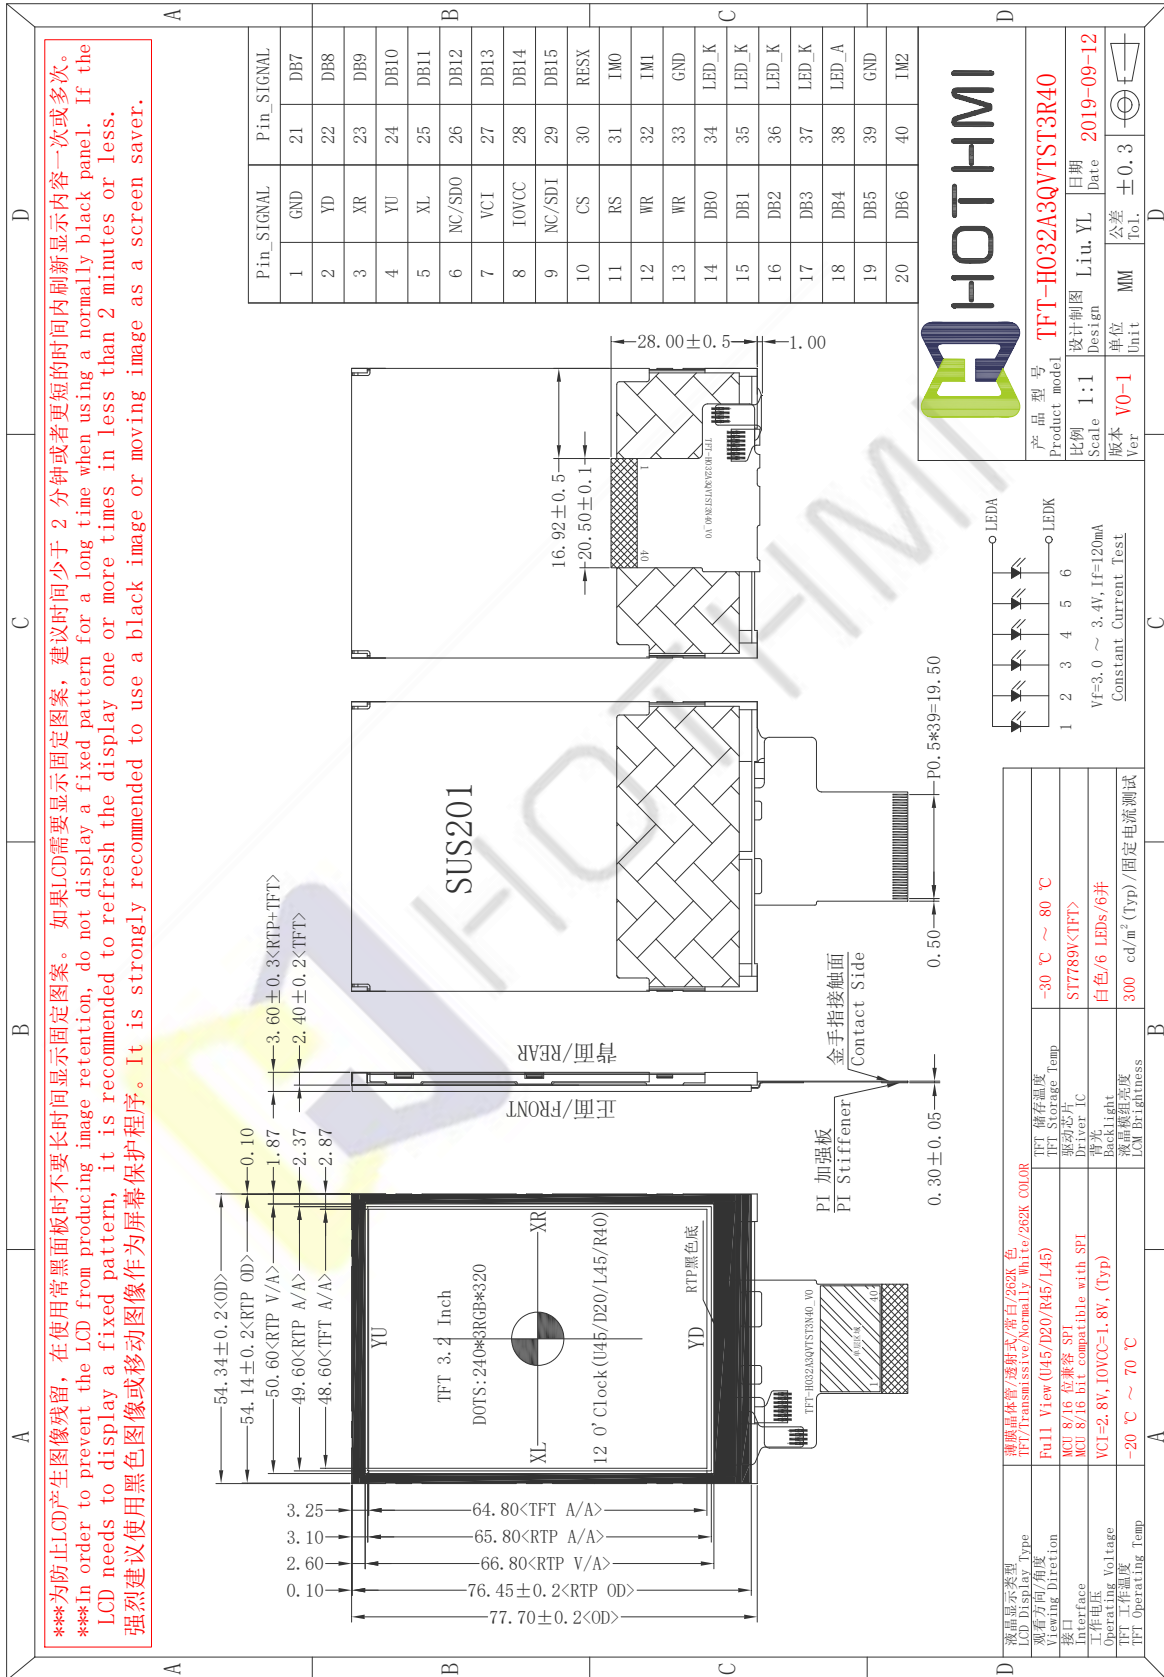 ***为防止LCD产生图像残留，在使用常黑面板时不要长时间显示固定图案。 如果LCD需要显示固定图案，建议时间少于 2 分钟或者更短的时间内刷新显示内容一次或多次。
***In order to prevent the LCD from producing image retention, do not display a fixed pattern for a long time when using a normally black panel. If the
LCD needs to display a fixed pattern, it is recommended to refresh the display one or more times in less than 2 minutes or less.
强烈建议使用黑色图像或移动图像作为屏幕保护程序。It is strongly recommended to use a black image or moving image as a screen saver.
A
B
C
D
54.34±0.2<OD>
54.14±0.2<RTP OD>
0.10
50.60<RTP V/A>
1.87
49.60<RTP A/A>
2.37
48.60<TFT A/A>
2.87
3.25
3.10
2.60
0.10
64.80<TFT A/A>
65.80<RTP A/A>
66.80<RTP V/A>
76.45±0.2<RTP OD>
77.70±0.2<OD>
YU
TFT 3.2 Inch
DOTS:240*3RGB*320
XL
XR
12 O'Clock(U45/D20/L45/R40)
YD
RTP黑色底
TFT-H032A3QVTST3N40_V0
1
40
3.60±0.3<RTP+TFT>
2.40±0.2<TFT>
正面/FRONT
背面/REAR
PI 加强板
PI Stiffener
金手指接触面
Contact Side
0.30±0.05
SUS201
0.50
P0.5*39=19.50
16.92±0.5
20.50±0.1
28.00±0.5
1.00
TFT-H032A3QVTST3N40_V0
1
40
Pin_SIGNAL Pin_SIGNAL
1 GND 21 DB7
2 YD 22 DB8
3 XR 23 DB9
4 YU 24 DB10
5 XL 25 DB11
6 NC/SDO 26 DB12
7 VCI 27 DB13
8 IOVCC 28 DB14
9 NC/SDI 29 DB15
10 CS 30 RESX
11 RS 31 IM0
12 WR 32 IM1
13 WR 33 GND
14 DB0 34 LED_K
15 DB1 35 LED_K
16 DB2 36 LED_K
17 DB3 37 LED_K
18 DB4 38 LED_A
19 DB5 39 GND
20 DB6 40 IM2
LEDA
LEDK
1 2 3 4 5 6
Vf=3.0 ~ 3.4V,If=120mA
Constant Current Test
液晶显示类型
LCD Display Type
薄膜晶体管/透射式/常白/262K 色
TFT/Transmissive/Normally White/262K COLOR
观看方向/角度
Viewing Diretion
Full View(U45/D20/R45/L45)
接口
Interface
MCU 8/16 位兼容 SPI
MCU 8/16 bit compatible with SPI
工作电压
Operating Voltage
VCI=2.8V,IOVCC=1.8V,(Typ)
TFT 工作温度
TFT Operating Temp
-20 ℃ ~ 70 ℃
TFT 储存温度
TFT Storage Temp
-30 ℃ ~ 80 ℃
驱动芯片
Driver IC
ST7789V<TFT>
背光
Backlight
白色/6 LEDs/6并
液晶模组亮度
LCM Brightness
300 cd/m²(Typ)/固定电流测试
HOTHMI
产 品 型 号
Product model
TFT-H032A3QVTST3R40
比例
Scale
1:1
设计制图
Design
Liu.YL
日期
Date
2019-09-12
版本
Ver
V0-1
单位
Unit
MM
公差
Tol.
±0.3
A
B
C
D
A
B
C
D
A
B
C
D
HOTHMI